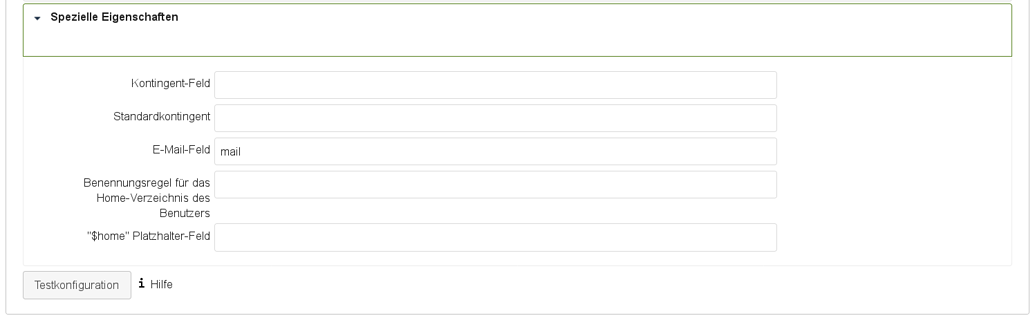 Spezielle Eigenschaften
Kontingent-Feld
Standardkontingent
E-Mail-Feld mail
Benennungsregel für das
Home-Verzeichnis des
Benutzers
"$home" Platzhalter-Feld
Testkonfiguration i Hilfe